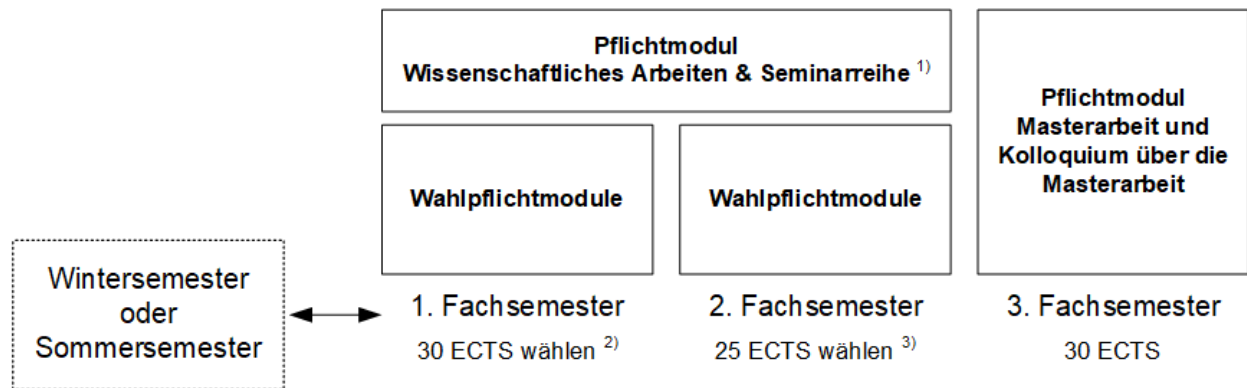 Pflichtmodul
Wissenschaftliches Arbeiten & Seminarreihe 1)
Pflichtmodul
Masterarbeit und
Kolloquium über die
Masterarbeit
Wahlpflichtmodule
Wahlpflichtmodule
Wintersemester
oder
Sommersemester
1. Fachsemester
30 ECTS wählen 2)
2. Fachsemester
25 ECTS wählen 3)
3. Fachsemester
30 ECTS